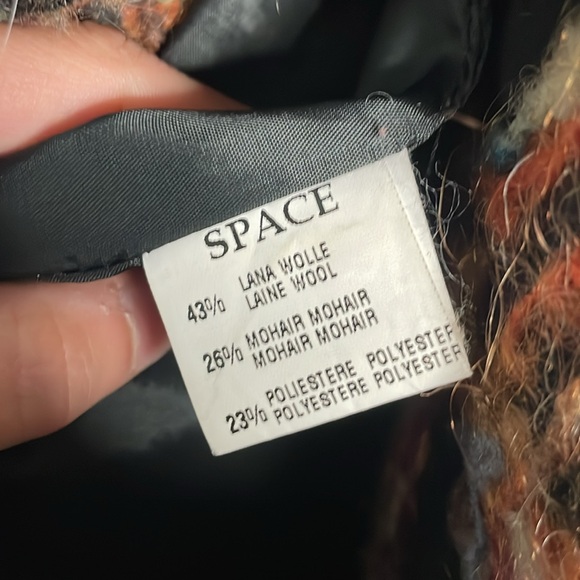 SPACE
43% LANA WOLLE
LAINE WOOL
26% MOHAIR MOHAIR
MOHAIR MOHAIR
23% POLIESTERE POLYESTER
POLYESTERE POLYESTER